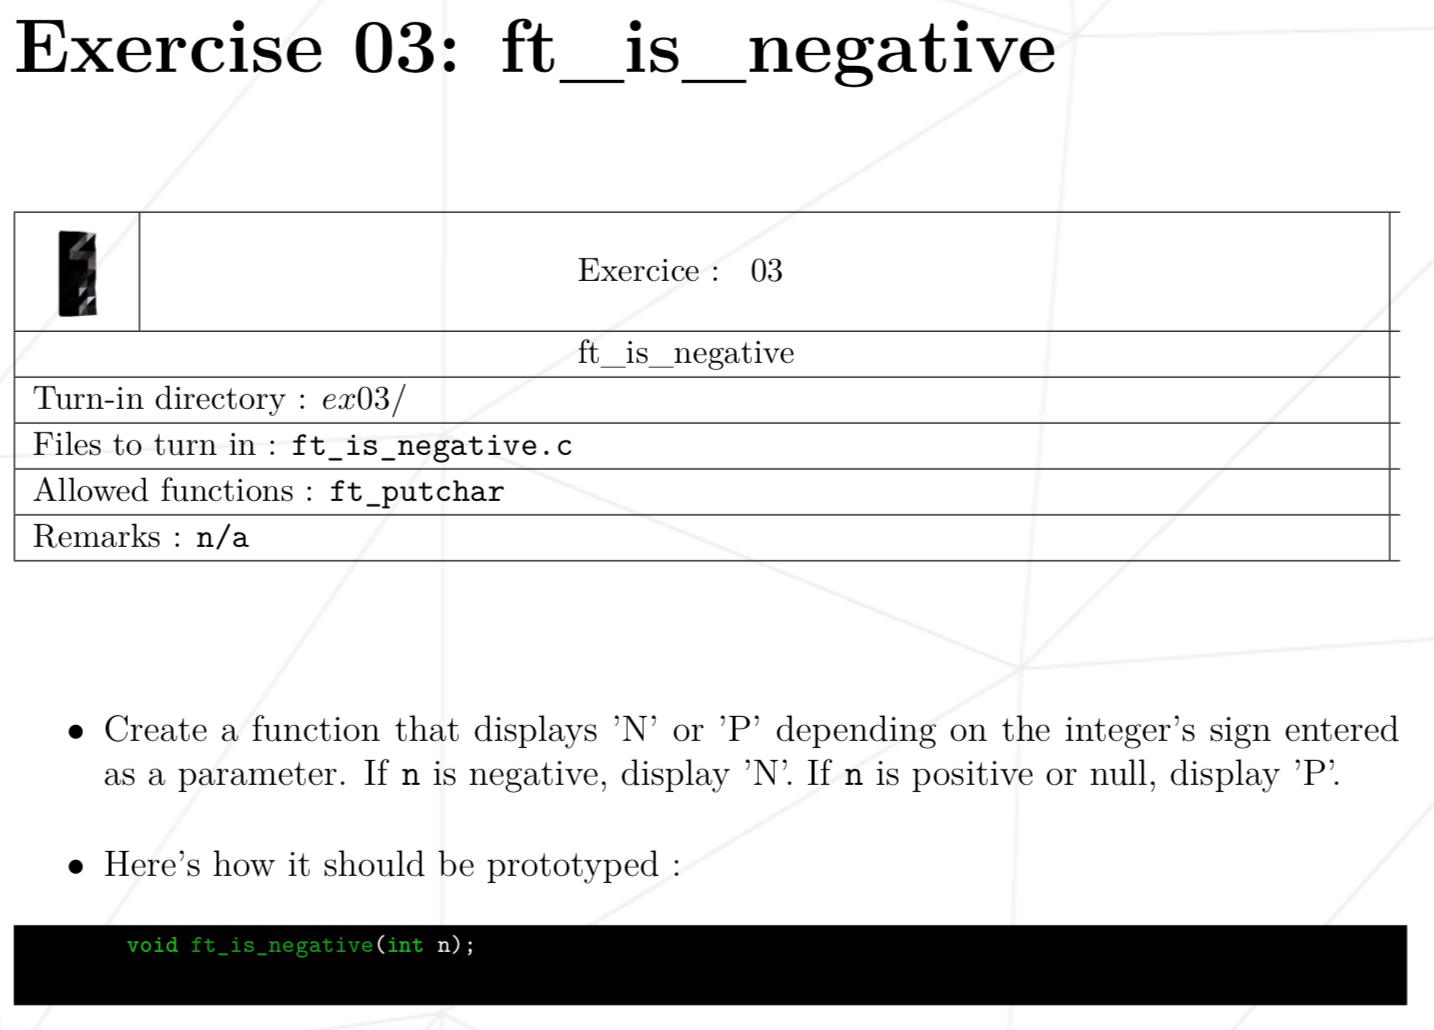 Exercise 03: ft_is_negative
Exercice : 03
ft_is_negative
Turn-in directory : ex03/
Files to turn in : ft_is_negative.c
Allowed functions : ft_putchar
Remarks : n/a
• Create a function that displays ’N’ or ’P’ depending on the integer’s sign entered
as a parameter. If n is negative, display ’N’. If n is positive or null, display ’P’.
• Here’s how it should be prototyped :
void ft_is_negative(int n);